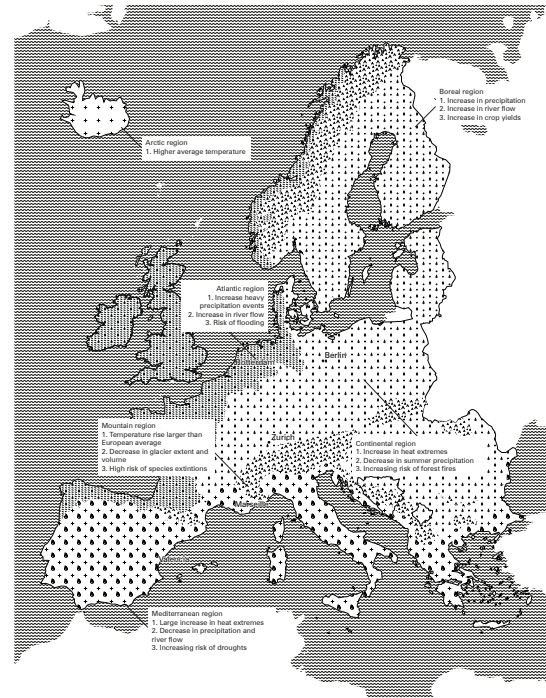 Boreal region
1. Increase in precipitation
2. Increase in river flow
3. Increase in crop yields
Arctic region
1. Higher average temperature
Atlantic region
1. Increase heavy
precipitation events
2. Increase in river flow
3. Risk of flooding
Berlin
Mountain region
1. Temperature rise larger than
European average
2. Decrease in glacier extent and
volume
3. High risk of species extintions
Zurich
Continental region
1. Increase in heat extremes
2. Decrease in summer precipitation
3. Increasing risk of forest fires
Mediterranean region
1. Large increase in heat extremes
2. Decrease in precipitation and
river flow
3. Increasing risk of droughts